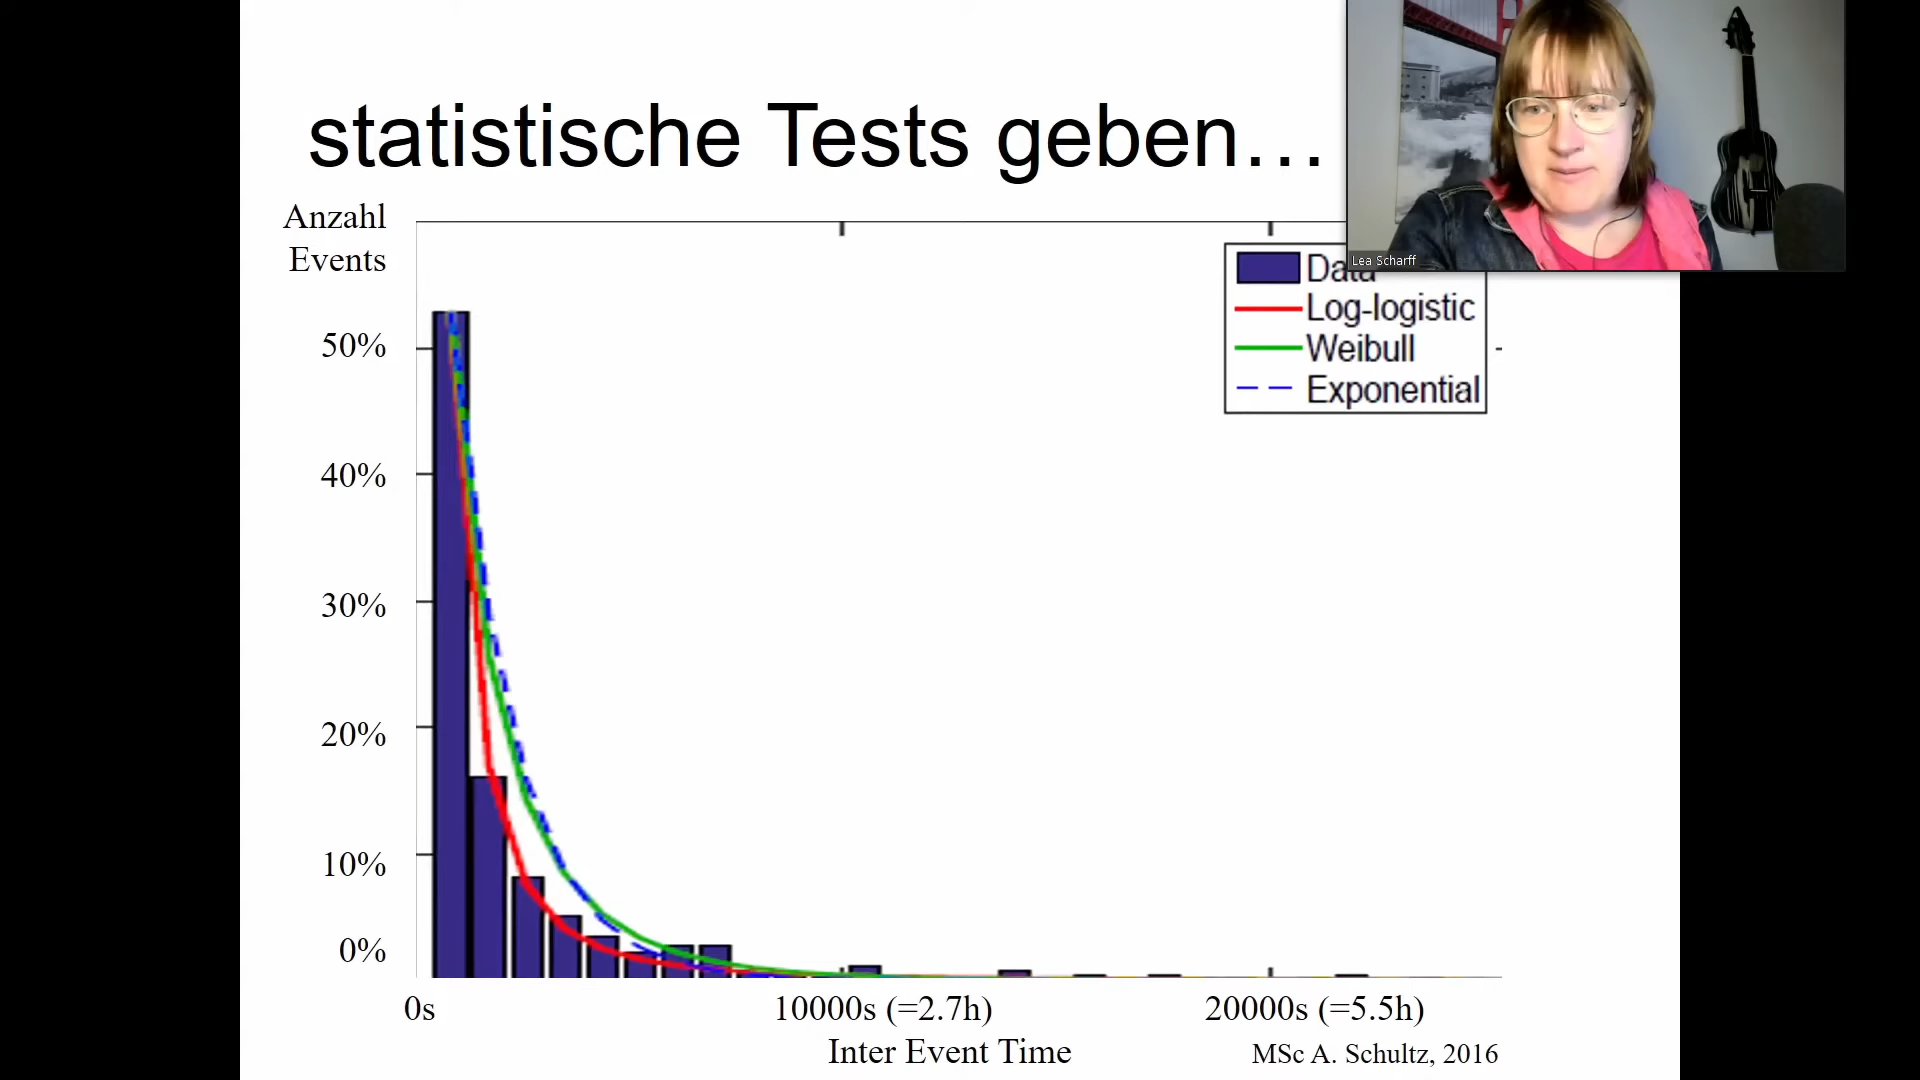 statistische Tests geben...
Lea Scharff
Anzahl
Events
Data
Log-logistic
Weibull
Exponential
50%
40%
30%
20%
10%
0%
0s
10000s (=2.7h)
20000s (=5.5h)
Inter Event Time
MSc A. Schultz, 2016